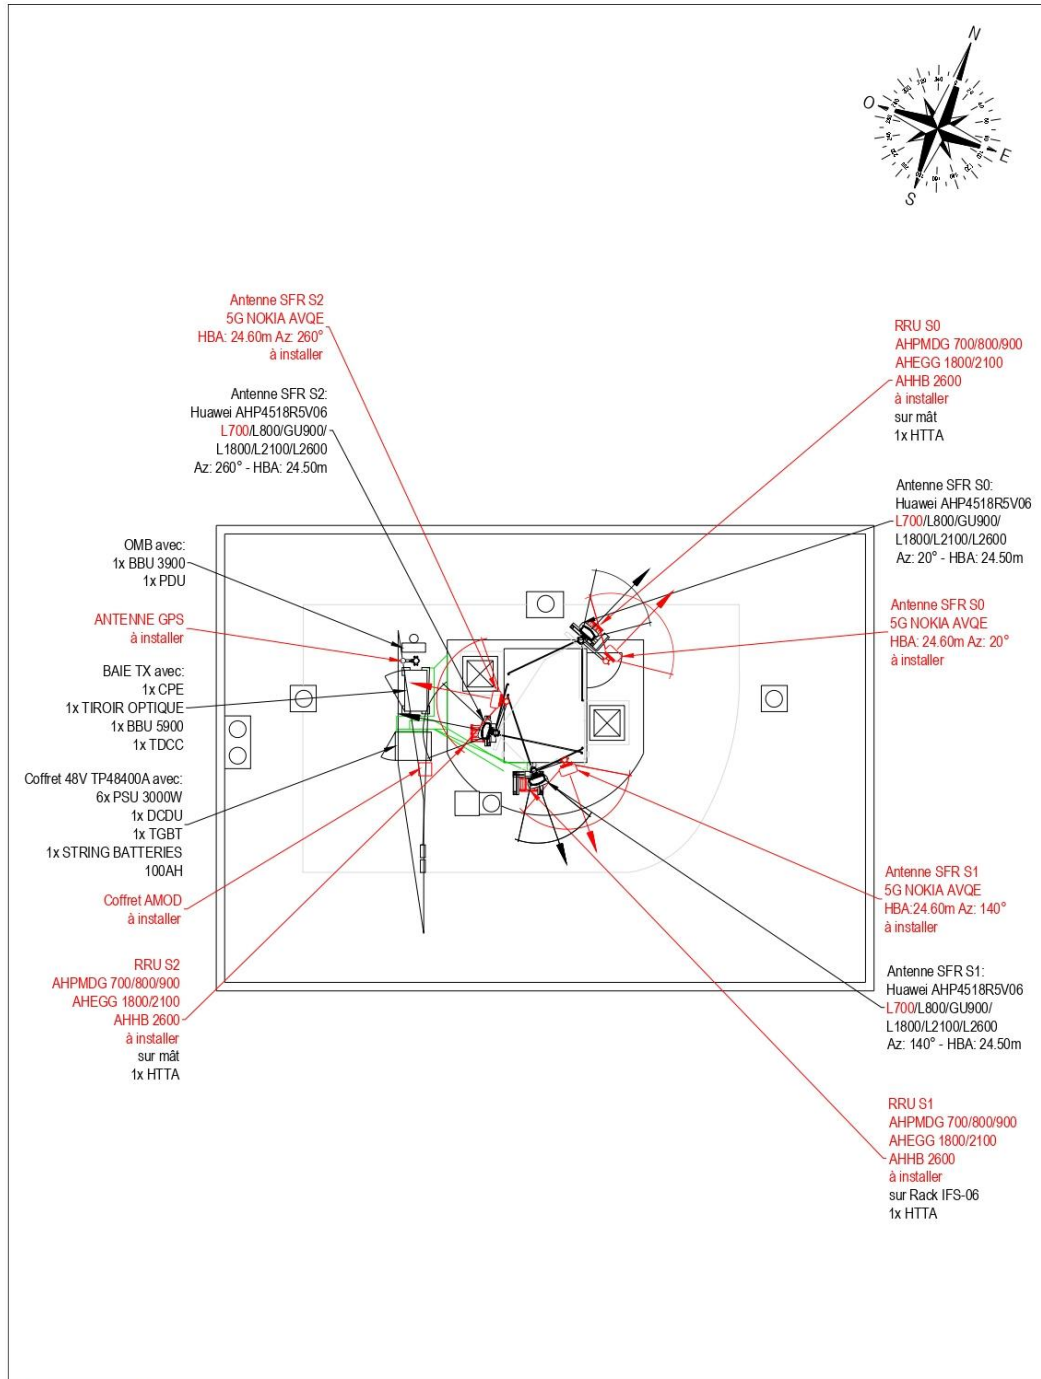 N
O
E
S
Antenne SFR S2
5G NOKIA AVQE
HBA: 24.60m Az: 260°
à installer
Antenne SFR S2:
Huawei AHP4518R5V06
L700/L800/GU900/
L1800/L2100/L2600
Az: 260° - HBA: 24.50m
OMB avec:
1x BBU 3900
1x PDU
ANTENNE GPS
à installer
BAIE TX avec:
1x CPE
1x TIROIR OPTIQUE
1x BBU 5900
1x TDCC
Coffret 48V TP48400A avec:
6x PSU 3000W
1x DCDU
1x TGBT
1x STRING BATTERIES
100AH
Coffret AMOD
à installer
RRU S2
AHPMDG 700/800/900
AHEGG 1800/2100
AHHB 2600
à installer
sur mât
1x HTTA
RRU S0
AHPMDG 700/800/900
AHEGG 1800/2100
AHHB 2600
à installer
sur mât
1x HTTA
Antenne SFR S0:
Huawei AHP4518R5V06
L700/L800/GU900/
L1800/L2100/L2600
Az: 20° - HBA: 24.50m
Antenne SFR S0
5G NOKIA AVQE
HBA: 24.60m Az: 20°
à installer
Antenne SFR S1
5G NOKIA AVQE
HBA:24.60m Az: 140°
à installer
Antenne SFR S1:
Huawei AHP4518R5V06
L700/L800/GU900/
L1800/L2100/L2600
Az: 140° - HBA: 24.50m
RRU S1
AHPMDG 700/800/900
AHEGG 1800/2100
AHHB 2600
à installer
sur Rack IFS-06
1x HTTA